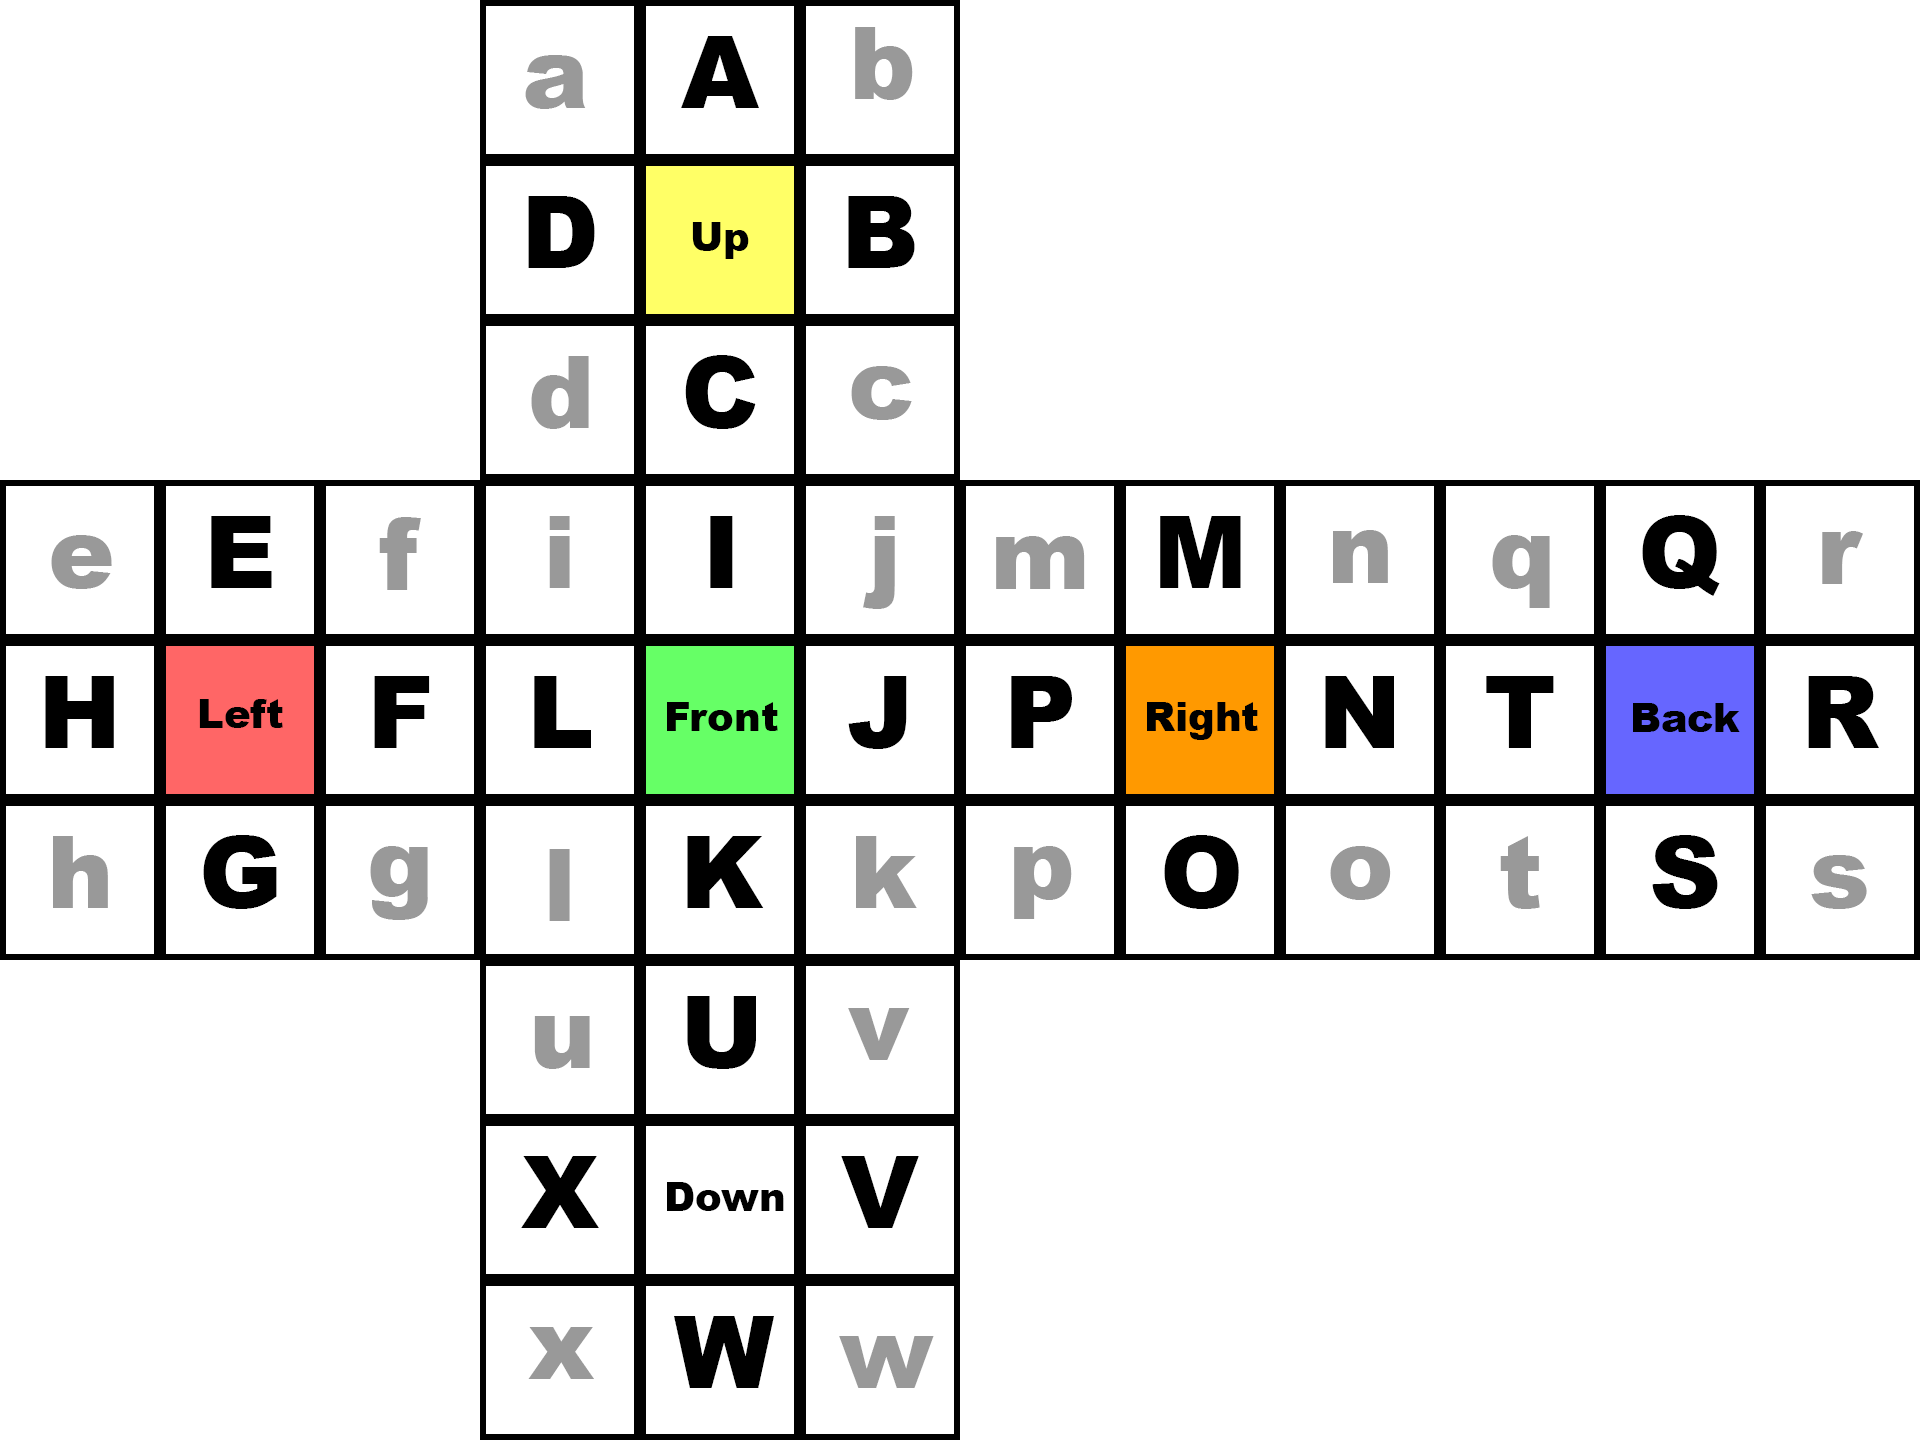 a A b
D Up B
d C c
e E f i I j m M n q Q r
H Left F L Front J P Right N T Back R
h G g l K k p O o t S s
u U v
X Down V
x W w